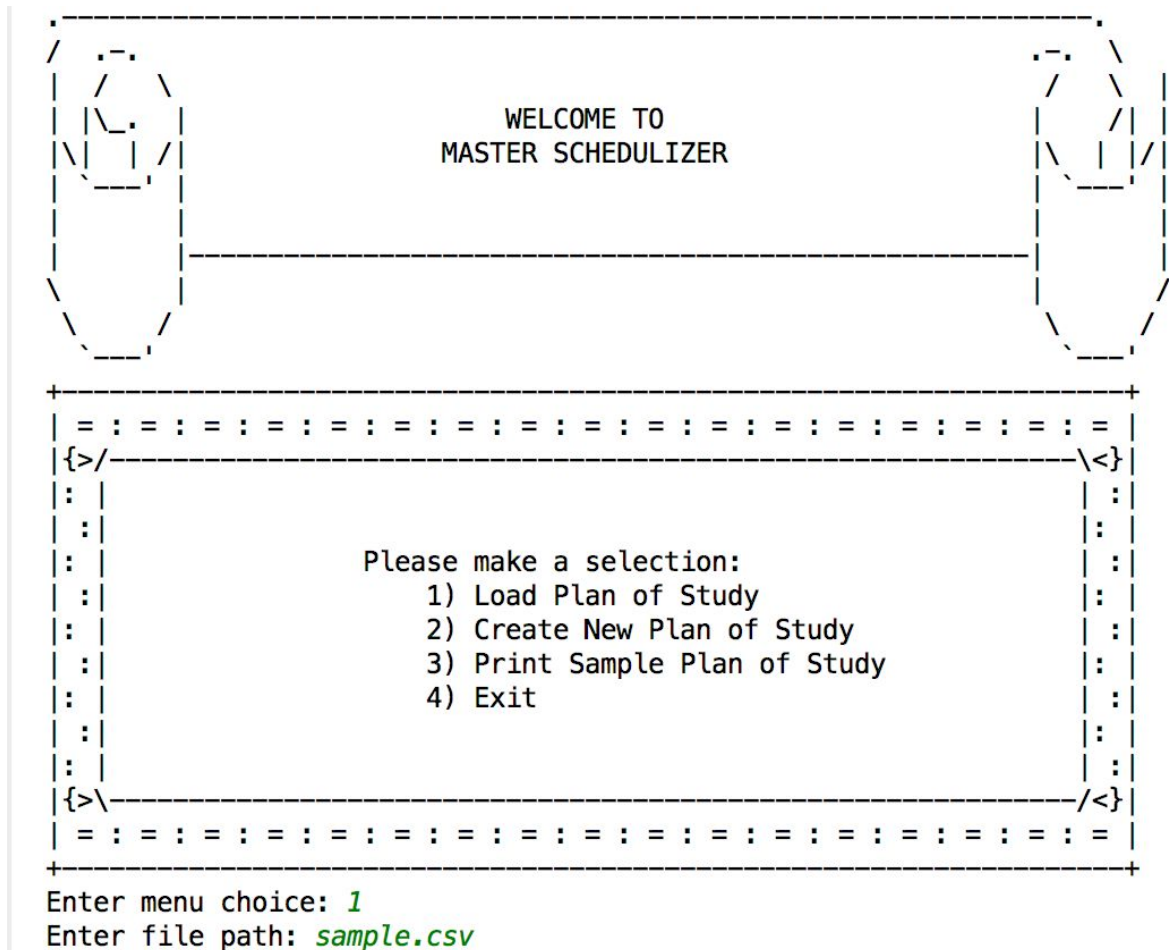 WELCOME TO
MASTER SCHEDULIZER
Please make a selection:
1) Load Plan of Study
2) Create New Plan of Study
3) Print Sample Plan of Study
4) Exit
Enter menu choice: 1
Enter file path: sample.csv